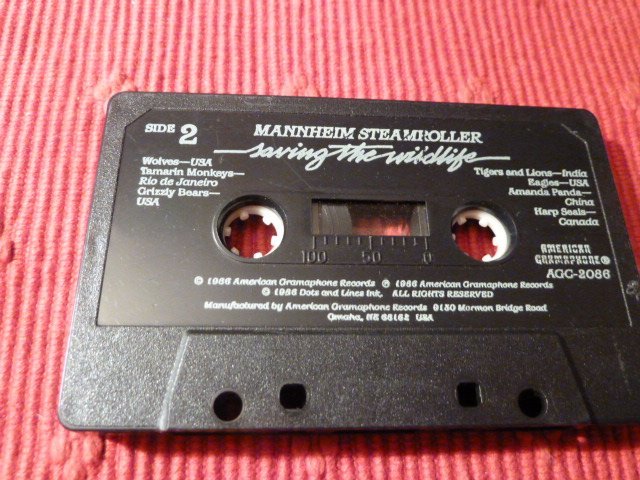 SIDE 2
MANNHEIM STEAMROLLER
saving the wildlife
Wolves—USA
Tamarin Monkeys—
Rio de Janeiro
Grizzly Bears—
USA
Tigers and Lions—India
Eagles—USA
Amanda Panda—
China
Harp Seals—
Canada
100 50 0
AMERICAN
GRAMAPHONE®
AGC-2086
© 1986 American Gramaphone Records ℗ 1986 American Gramaphone Records
© 1986 Dots and Lines Ink. ALL RIGHTS RESERVED
Manufactured by American Gramaphone Records 9130 Mormon Bridge Road
Omaha, NE 68152 USA